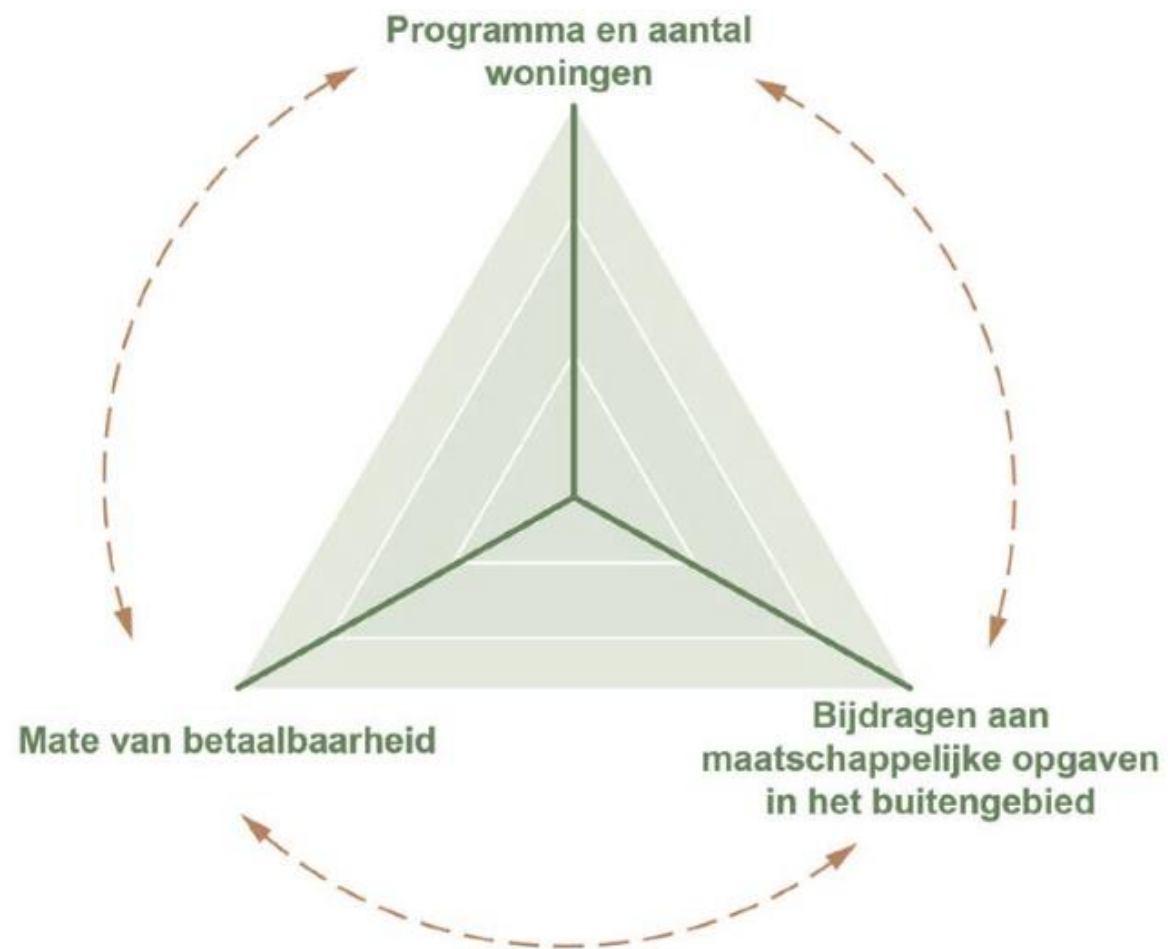 Programma en aantal
woningen
Mate van betaalbaarheid
Bijdragen aan
maatschappelijke opgaven
in het buitengebied